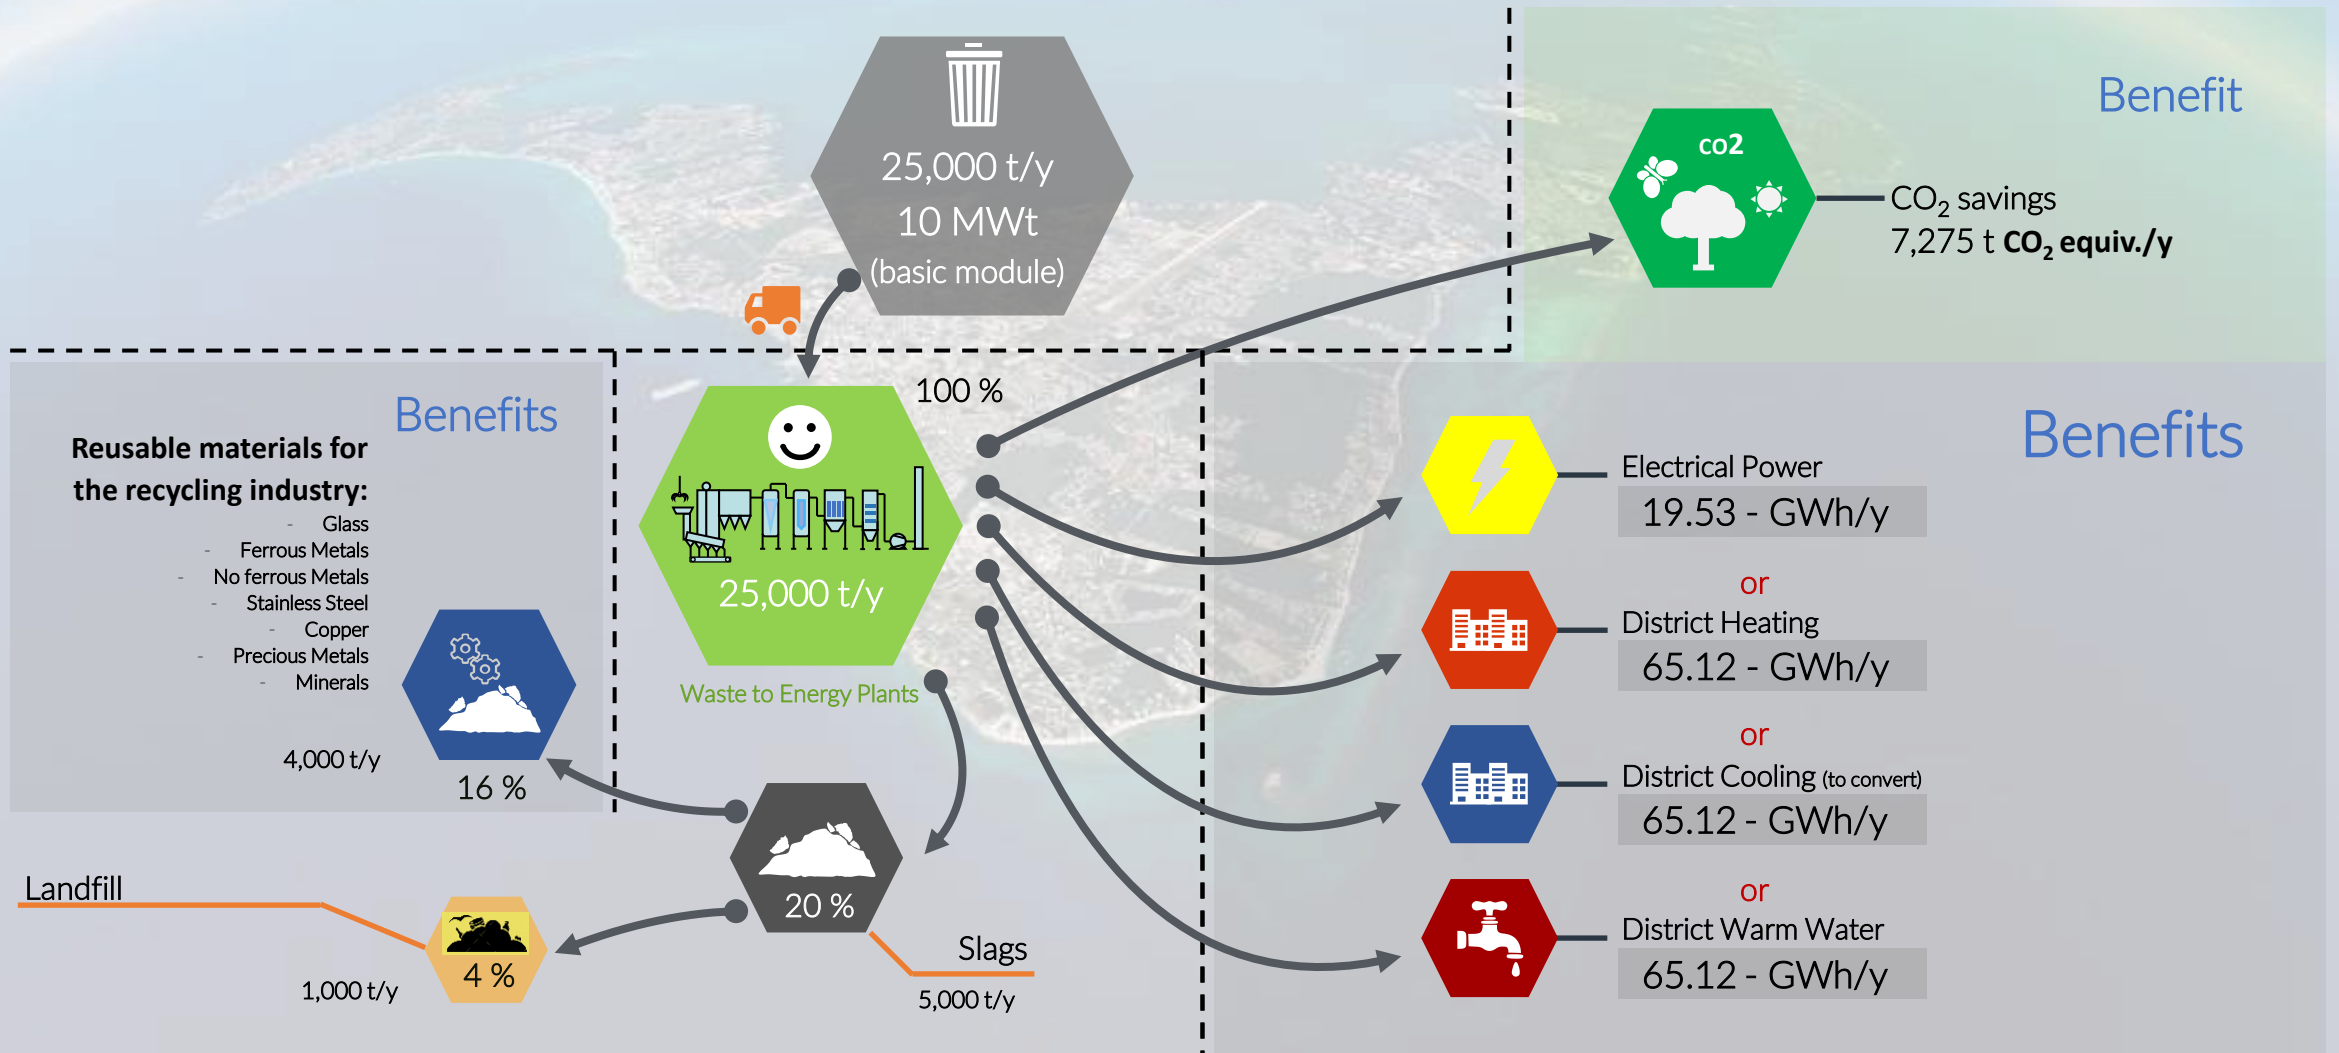 25,000 t/y
10 MWt
(basic module)
Benefit
co2
CO₂ savings
7,275 t CO₂ equiv./y
100 %
25,000 t/y
Waste to Energy Plants
Benefits
Reusable materials for
the recycling industry:
- Glass
- Ferrous Metals
- No ferrous Metals
- Stainless Steel
- Copper
- Precious Metals
- Minerals
4,000 t/y
16 %
20 %
Slags
5,000 t/y
Landfill
4 %
1,000 t/y
Benefits
Electrical Power
19.53 - GWh/y
or
District Heating
65.12 - GWh/y
or
District Cooling (to convert)
65.12 - GWh/y
or
District Warm Water
65.12 - GWh/y